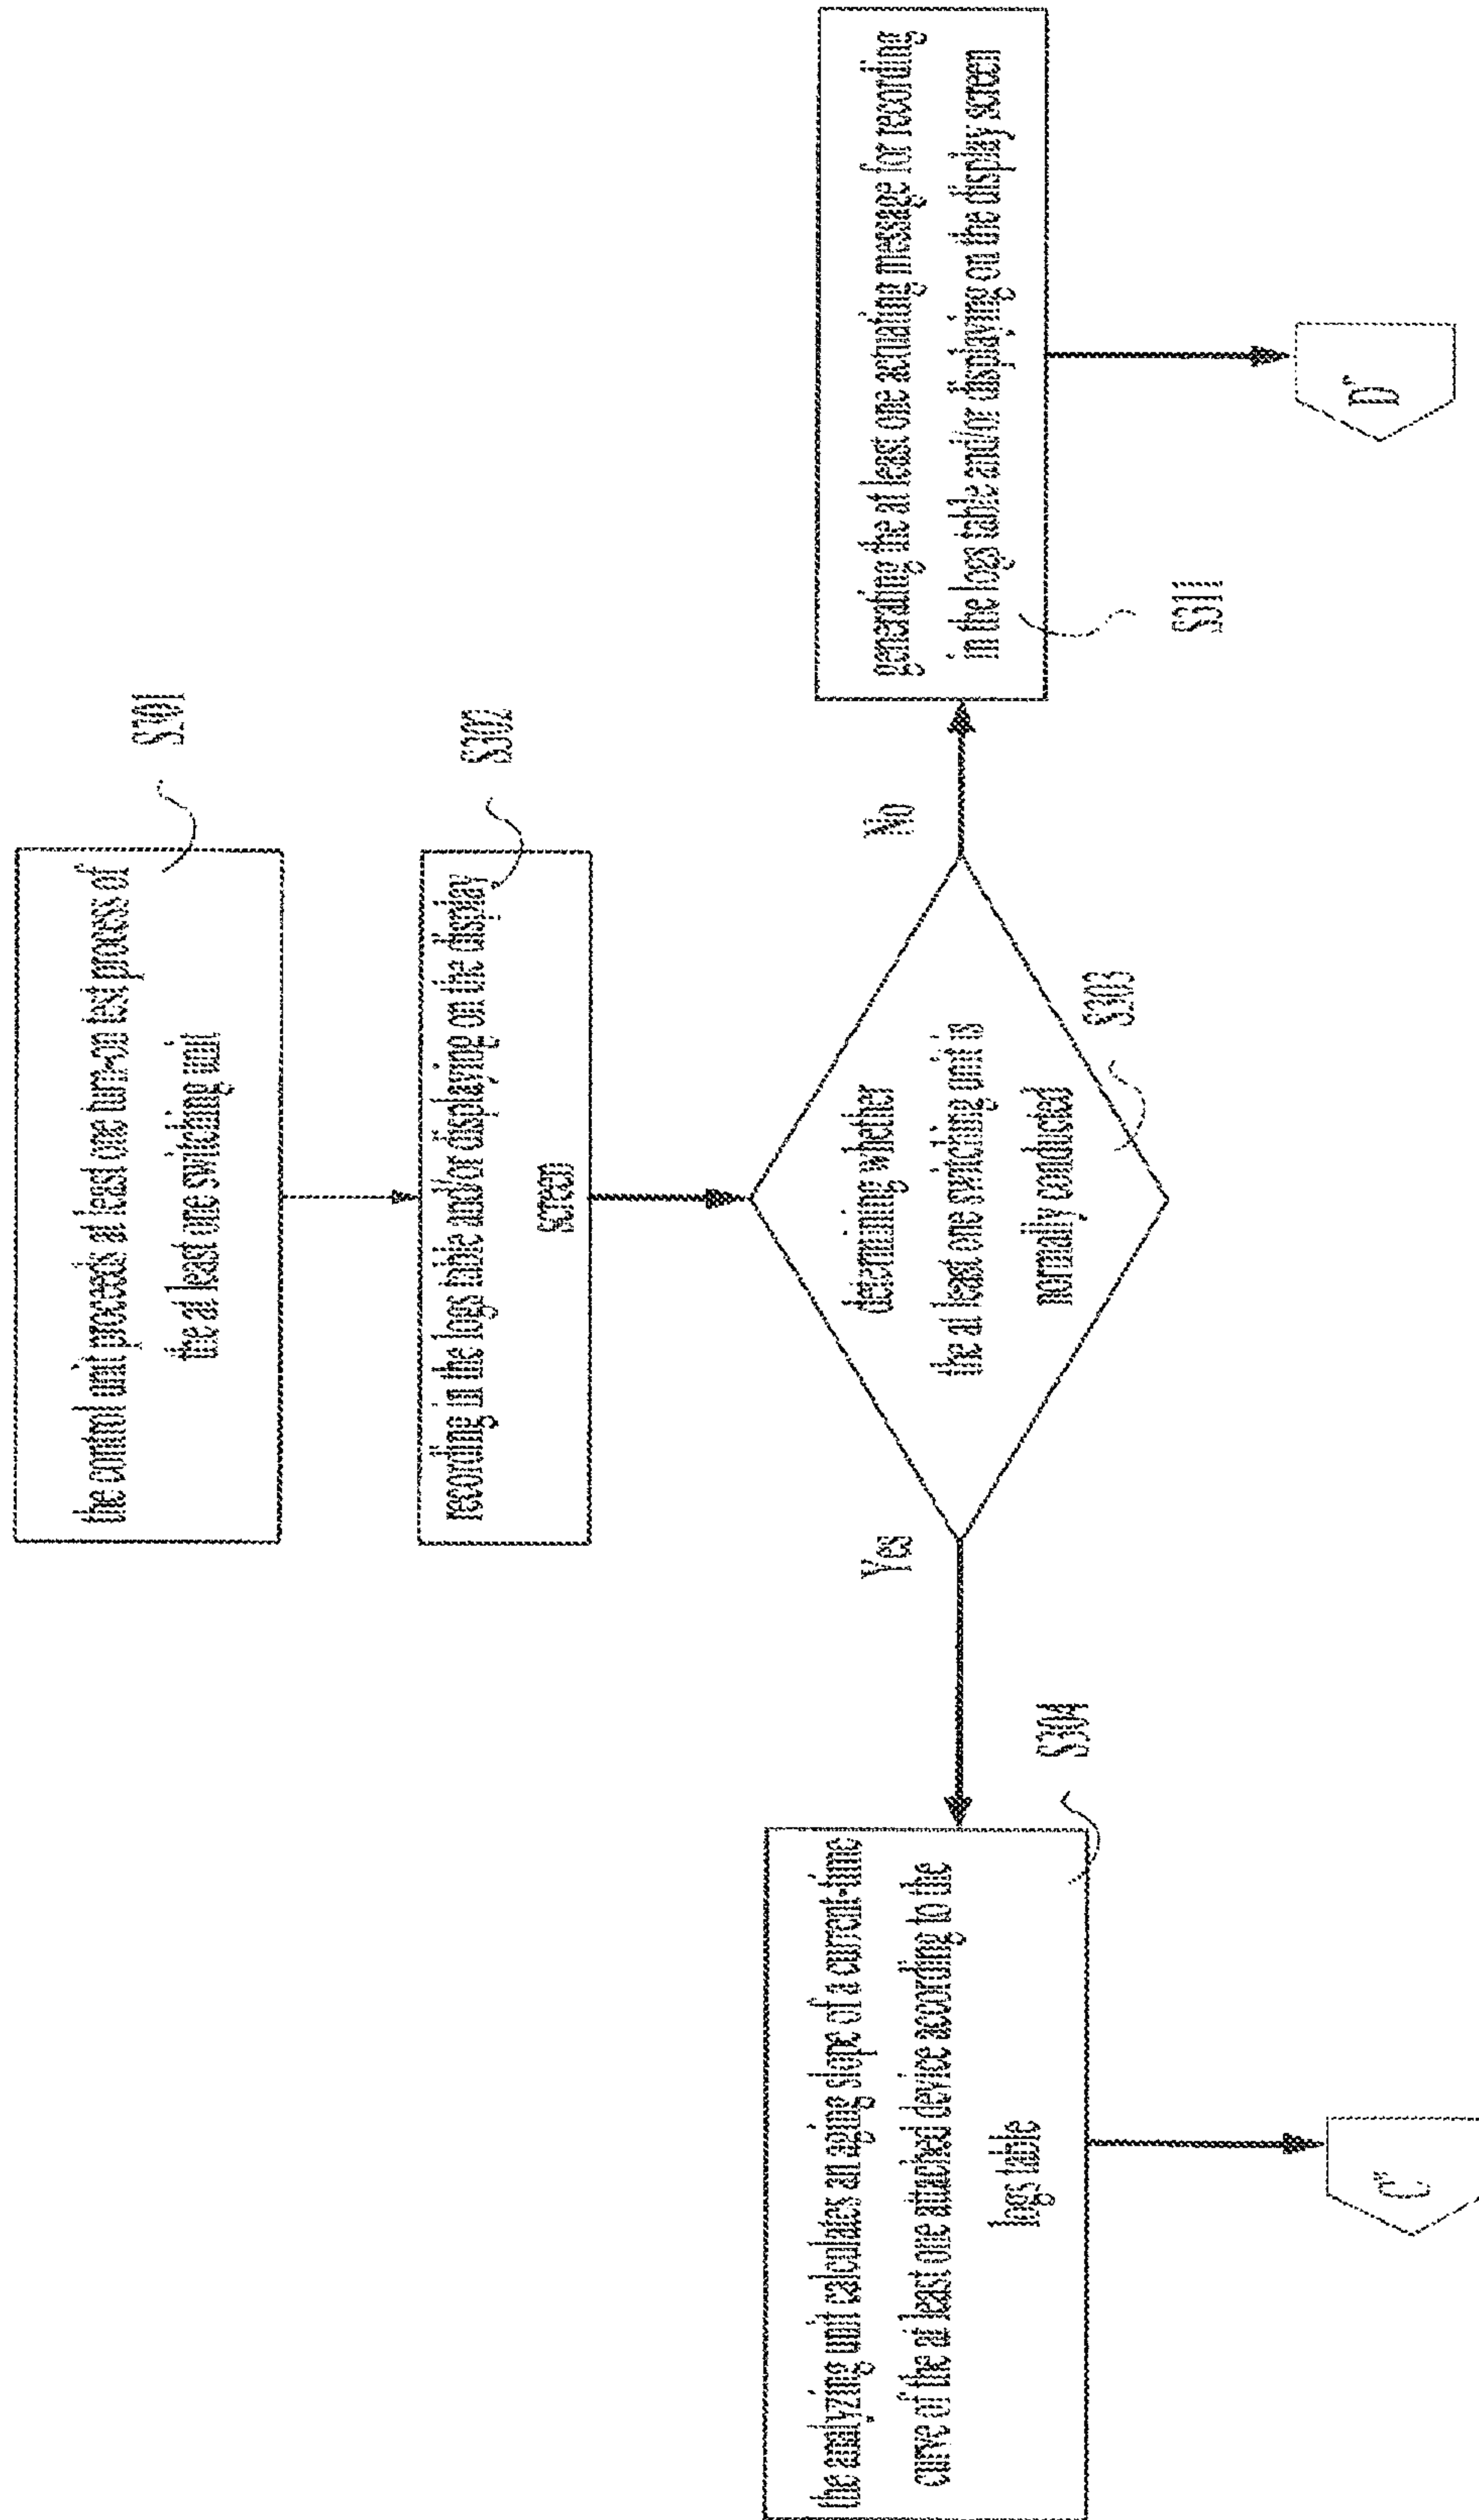 the control unit proceeds at least one turn-on test process of
the at least one switching unit
S301
recording in the logs table and/or displaying on the display
screen
S302
determining whether
the at least one switching unit is
normally conducted
S303
Yes
No
the analyzing unit calculates an aging slope of a current-time
curve of the at least one attached device according to the
logs table
S304
C'
generating the at least one actuating message for recording
in the logs table and/or displaying on the display screen
S311
D'